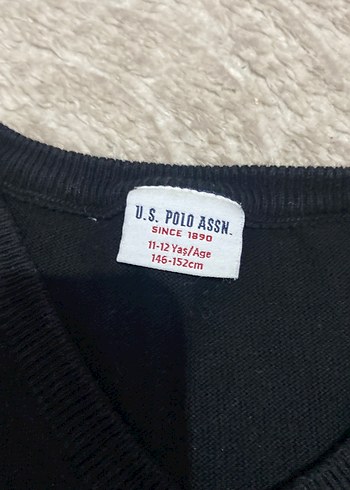 U.S. POLO ASSN.
SINCE 1890
11-12 Yaş/Age
146-152cm